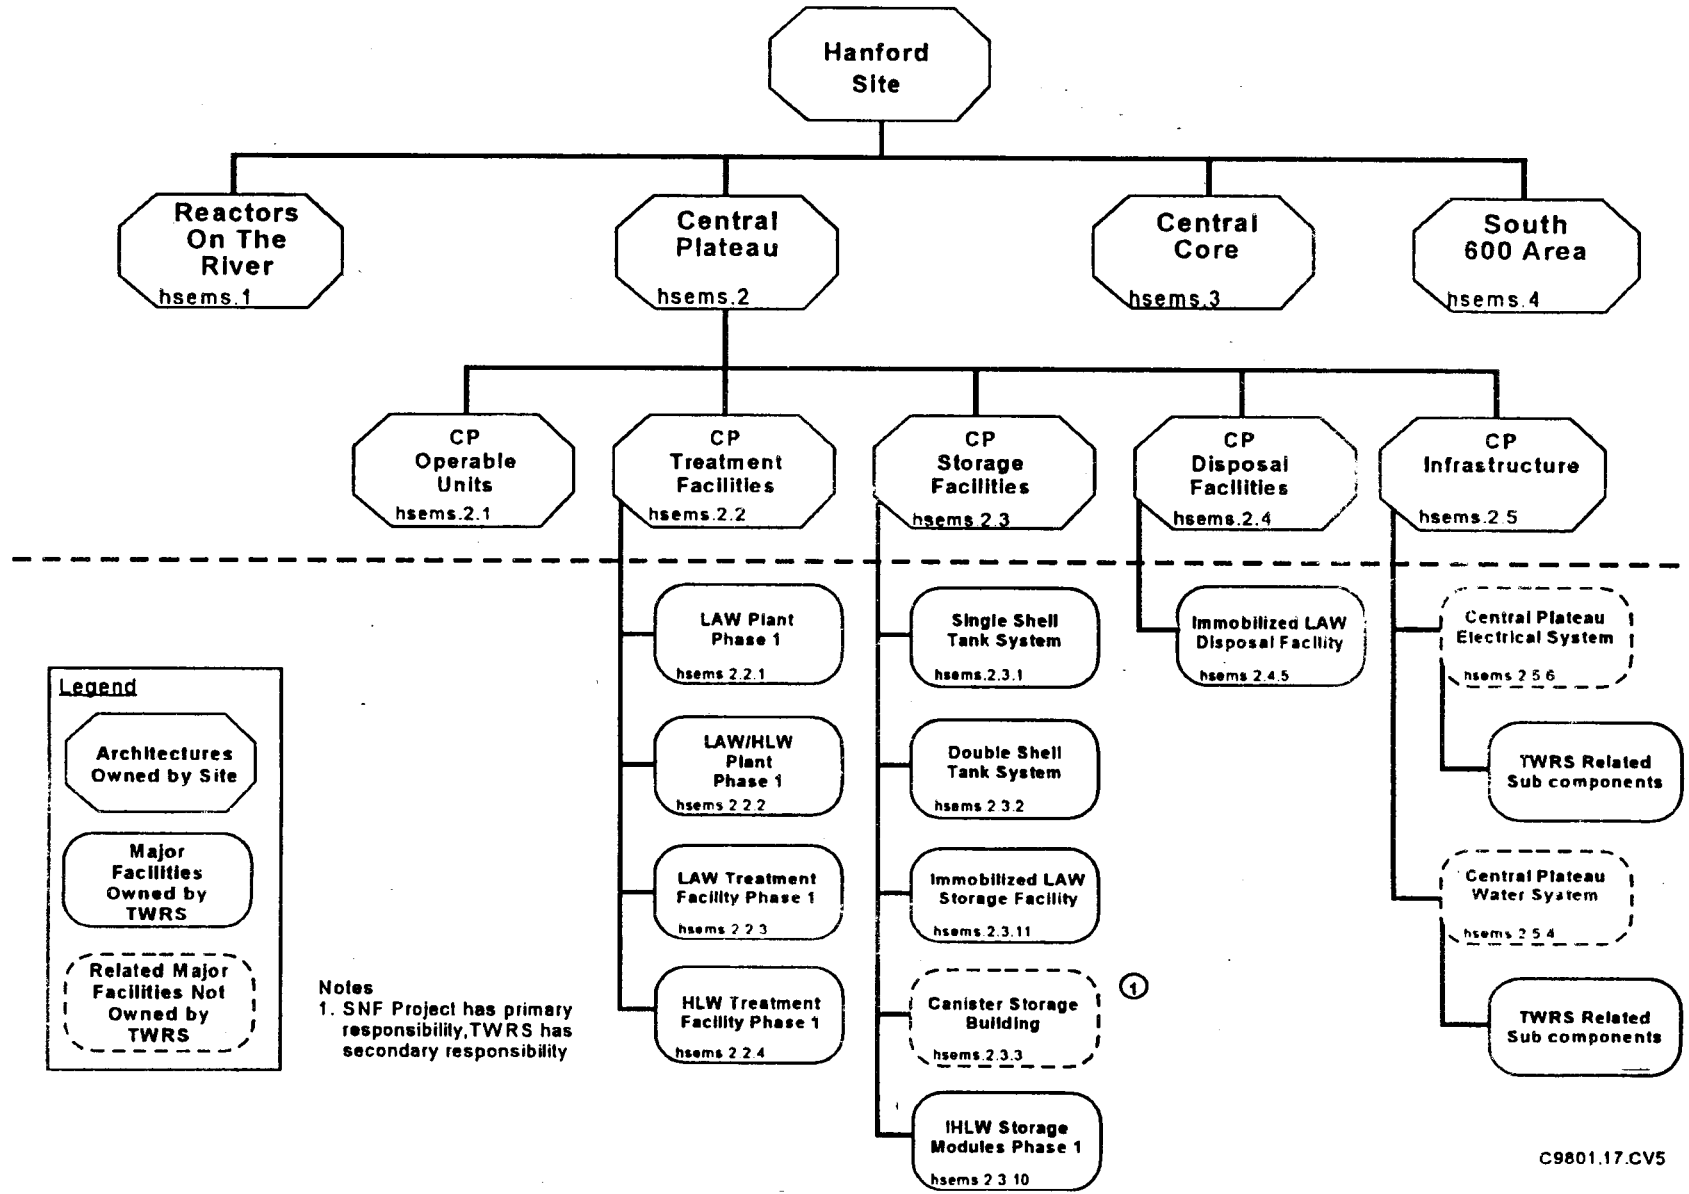 Hanford
Site
Reactors
On The
River
hsems.1
Central
Plateau
hsems.2
Central
Core
hsems.3
South
600 Area
hsems.4
CP
Operable
Units
hsems.2.1
CP
Treatment
Facilities
hsems.2.2
CP
Storage
Facilities
hsems.2.3
CP
Disposal
Facilities
hsems.2.4
CP
Infrastructure
hsems.2.5
LAW Plant
Phase 1
hsems 2.2.1
LAW/HLW
Plant
Phase 1
hsems 2 2.2
LAW Treatment
Facility Phase 1
hsems 2 2 3
HLW Treatment
Facility Phase 1
hsems 2.2.4
Single Shell
Tank System
hsems.2.3.1
Double Shell
Tank System
hsems 2.3.2
Immobilized LAW
Storage Facility
hsems.2.3.11
Canister Storage
Building
hsems.2.3.3
1
IHLW Storage
Modules Phase 1
hsems 2 3 10
Immobilized LAW
Disposal Facility
hsems 2.4.5
Central Plateau
Electrical System
hsems 2 5 6
TWRS Related
Sub components
Central Plateau
Water System
hsems 2 5 4
TWRS Related
Sub components
Legend
Architectures
Owned by Site
Major
Facilities
Owned by
TWRS
Related Major
Facilities Not
Owned by
TWRS
Notes
1. SNF Project has primary
responsibility,TWRS has
secondary responsibility
C9801.17.CV5